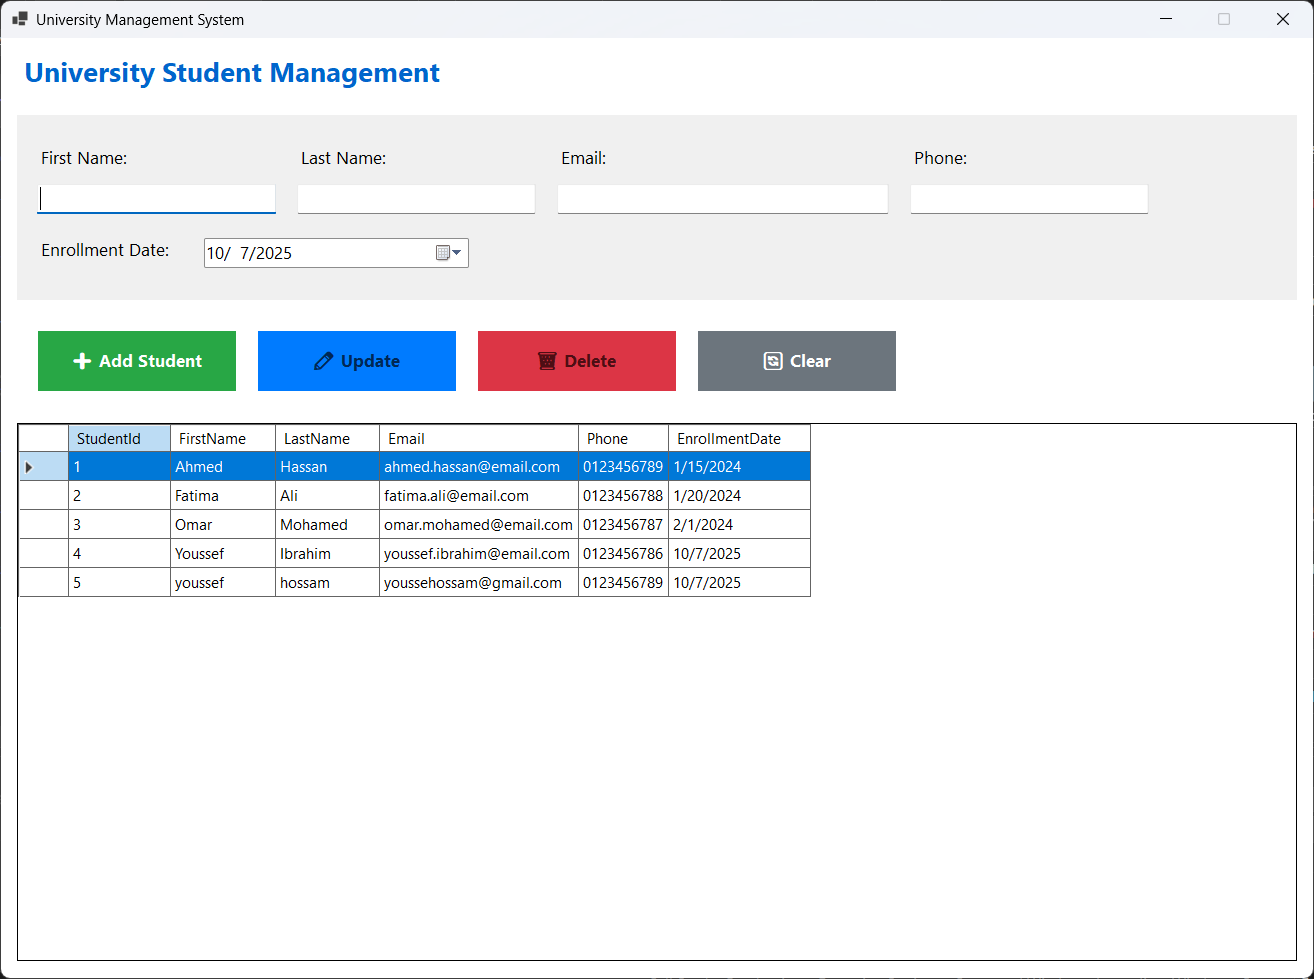 University Management System
University Student Management
First Name: Last Name: Email: Phone:
Enrollment Date: 10/ 7/2025
Add Student Update Delete Clear
StudentId FirstName LastName Email Phone EnrollmentDate
1 Ahmed Hassan ahmed.hassan@email.com 0123456789 1/15/2024
2 Fatima Ali fatima.ali@email.com 0123456788 1/20/2024
3 Omar Mohamed omar.mohamed@email.com 0123456787 2/1/2024
4 Youssef Ibrahim youssef.ibrahim@email.com 0123456786 10/7/2025
5 youssef hossam youssehossam@gmail.com 0123456789 10/7/2025